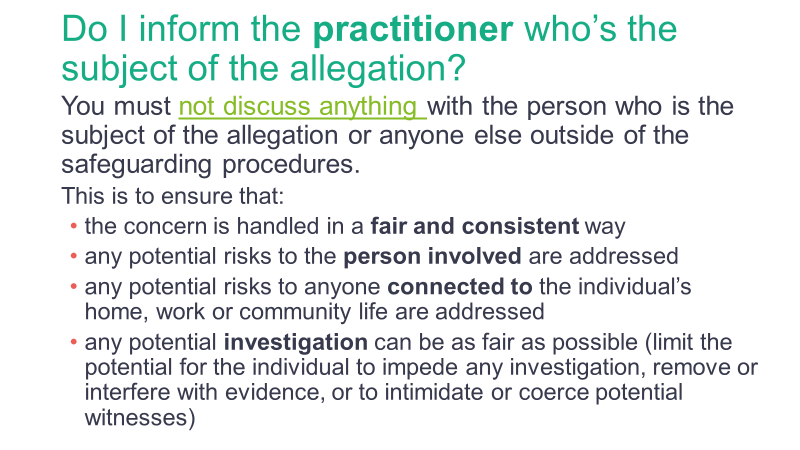 Do I inform the practitioner who’s the
subject of the allegation?
You must not discuss anything with the person who is the
subject of the allegation or anyone else outside of the
safeguarding procedures.
This is to ensure that:
• the concern is handled in a fair and consistent way
• any potential risks to the person involved are addressed
• any potential risks to anyone connected to the individual’s
home, work or community life are addressed
• any potential investigation can be as fair as possible (limit the
potential for the individual to impede any investigation, remove or
interfere with evidence, or to intimidate or coerce potential
witnesses)